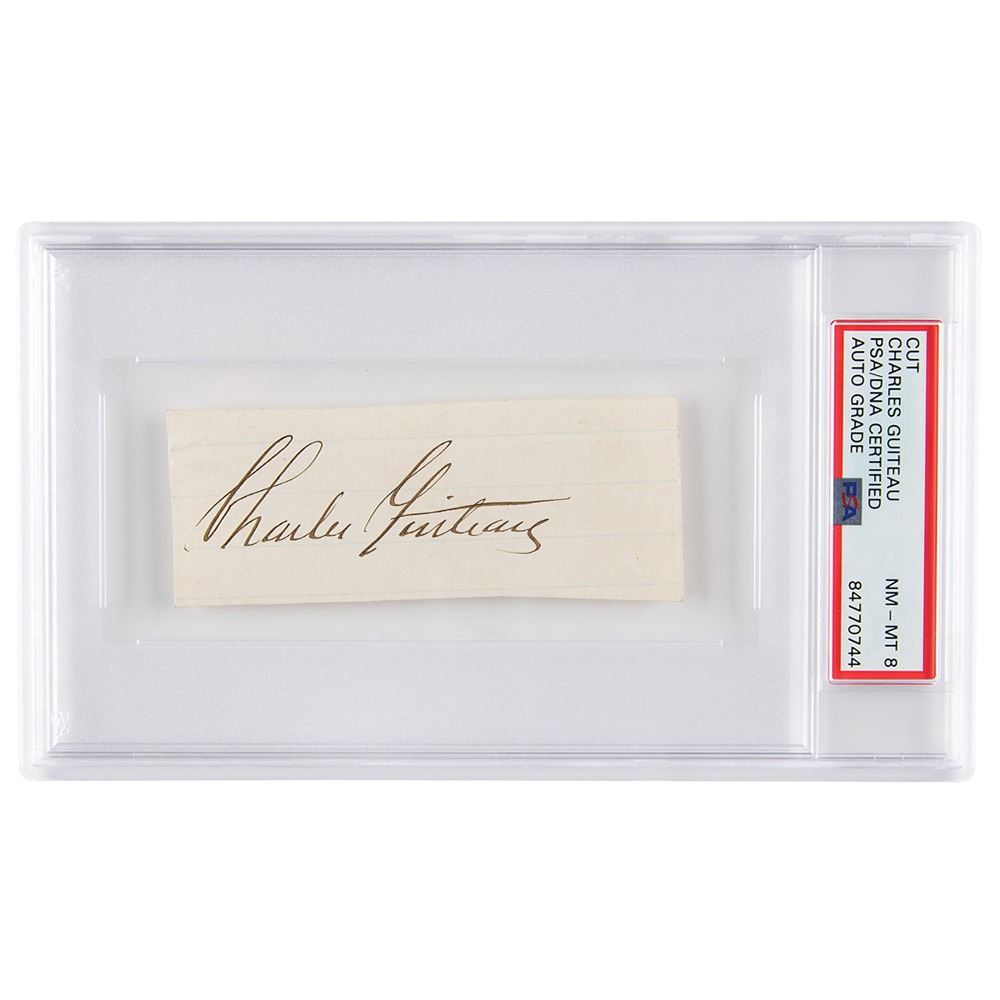 Charles Guiteau
CUT
CHARLES GUITEAU
PSA/DNA CERTIFIED
AUTO GRADE
NM-MT 8
84770744
PSA